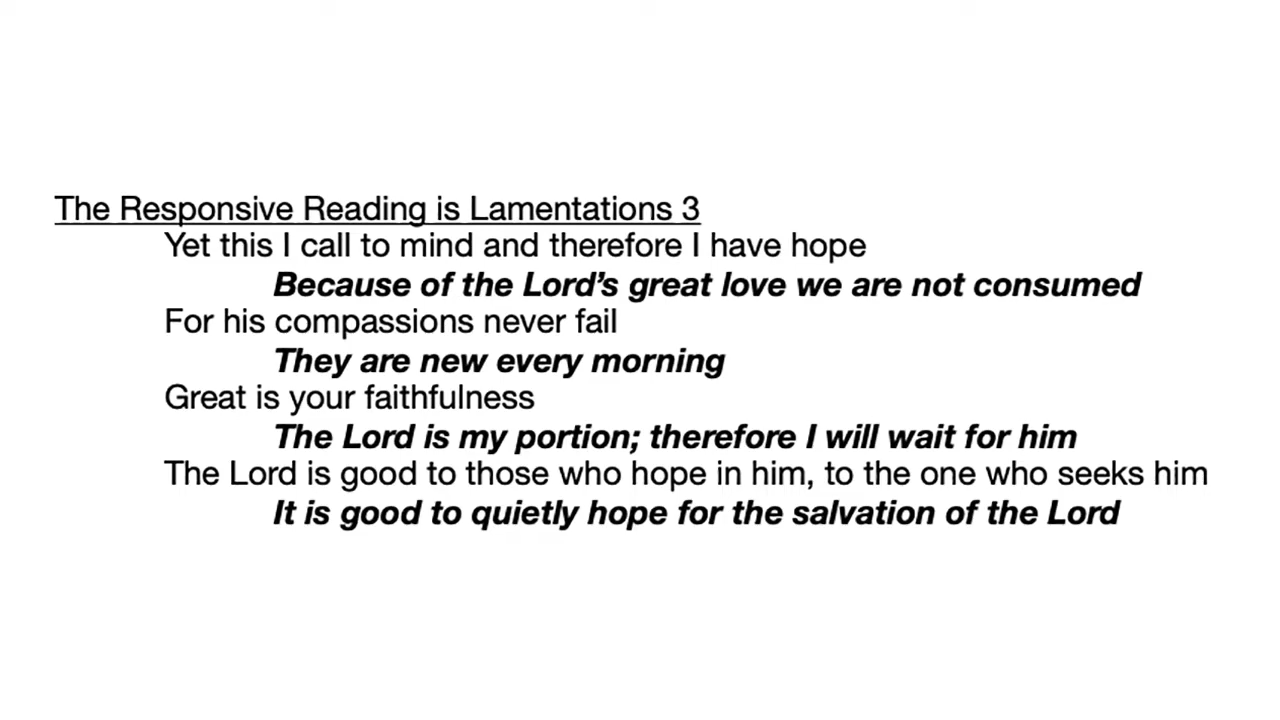 The Responsive Reading is Lamentations 3
Yet this I call to mind and therefore I have hope
Because of the Lord’s great love we are not consumed
For his compassions never fail
They are new every morning
Great is your faithfulness
The Lord is my portion; therefore I will wait for him
The Lord is good to those who hope in him, to the one who seeks him
It is good to quietly hope for the salvation of the Lord